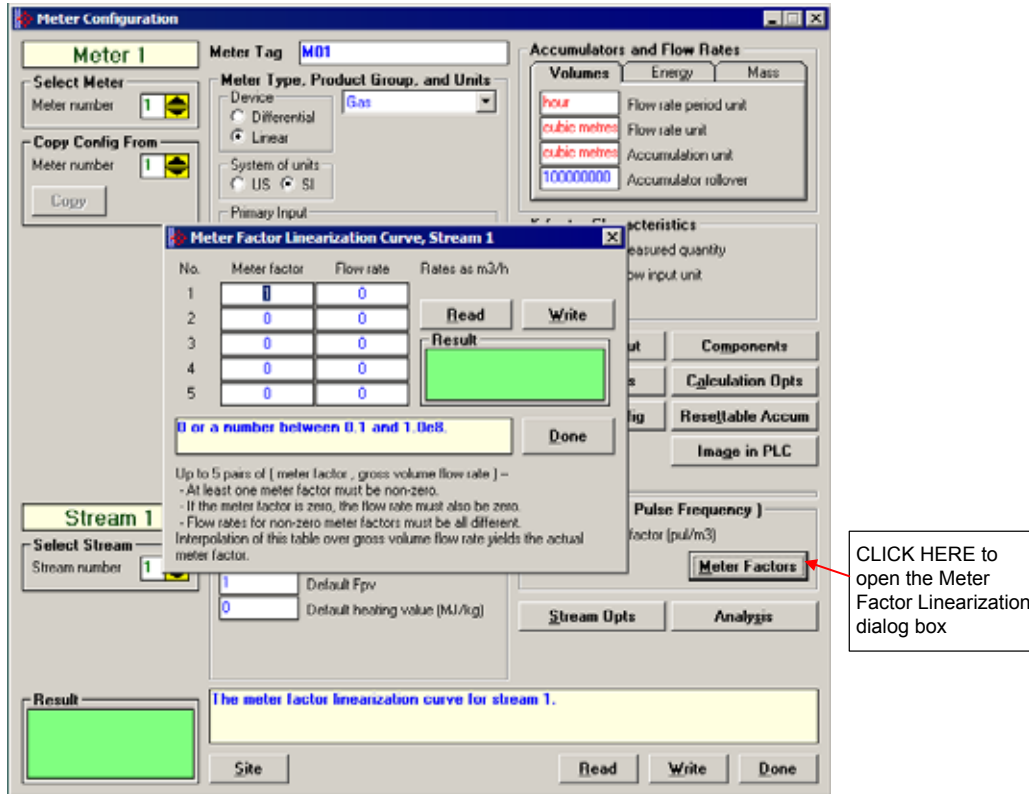 Meter Configuration
Meter 1
Meter Tag M01
Select Meter
Meter number 1
Copy Config From
Meter number 1
Copy
Meter Type, Product Group, and Units
Device
Differential
Linear
Gas
System of units
US SI
Primary Input
Accumulators and Flow Rates
Volumes Energy Mass
hour Flow rate period unit
cubic metres Flow rate unit
cubic metres Accumulation unit
100000000 Accumulator rollover
Meter Factor Linearization Curve, Stream 1
No. Meter factor Flow rate Rates as m3/h
1 1 0
2 0 0
3 0 0
4 0 0
5 0 0
Read Write
Result
0 or a number between 0.1 and 1.0e8.
Done
Up to 5 pairs of ( meter factor , gross volume flow rate ) --
- At least one meter factor must be non-zero.
- If the meter factor is zero, the flow rate must also be zero.
- Flow rates for non-zero meter factors must be all different.
Interpolation of this table over gross volume flow rate yields the actual
meter factor.
Components
Calculation Opts
Resettable Accum
Image in PLC
Pulse Frequency )
factor (pul/m3)
Meter Factors
CLICK HERE to
open the Meter
Factor Linearization
dialog box
Stream 1
Select Stream
Stream number 1
1 Default Fpv
0 Default heating value (MJ/kg)
Stream Opts Analysis
Result
The meter factor linearization curve for stream 1.
Site Read Write Done